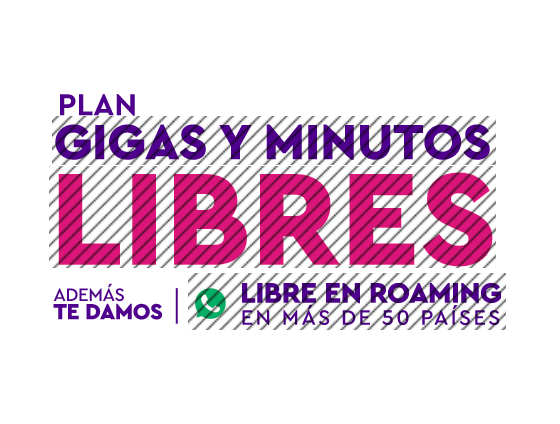 PLAN
GIGAS Y MINUTOS
LIBRES
ADEMÁS
TE DAMOS
LIBRE EN ROAMING
EN MÁS DE 50 PAÍSES